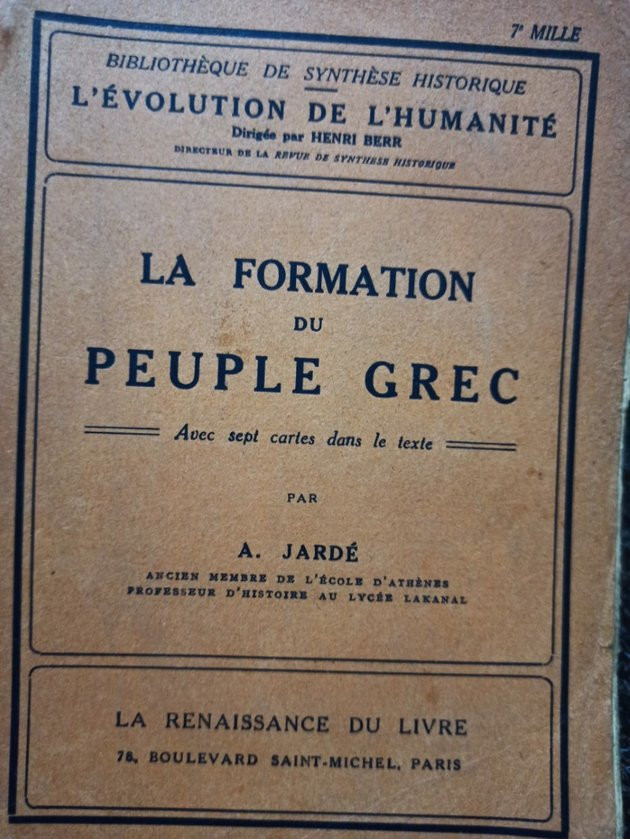 7ᵉ MILLE
BIBLIOTHÈQUE DE SYNTHÈSE HISTORIQUE
L'ÉVOLUTION DE L'HUMANITÉ
Dirigée par HENRI BERR
DIRECTEUR DE LA REVUE DE SYNTHESE HISTORIQUE
LA FORMATION
DU
PEUPLE GREC
Avec sept cartes dans le texte
PAR
A. JARDÉ
ANCIEN MEMBRE DE L'ÉCOLE D'ATHÈNES
PROFESSEUR D'HISTOIRE AU LYCÉE LAKANAL
LA RENAISSANCE DU LIVRE
78, BOULEVARD SAINT-MICHEL, PARIS